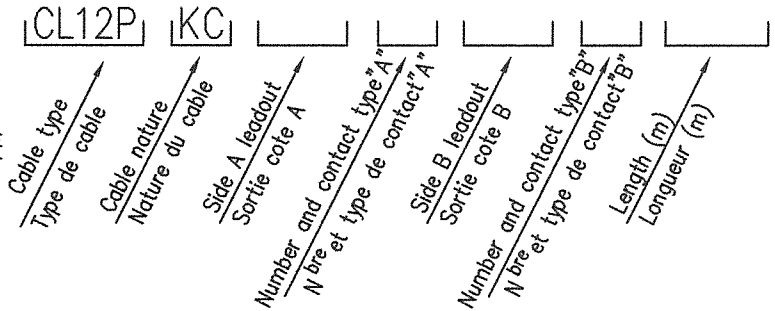 CL12P KC
Cable type
Type de cable
Cable nature
Nature du cable
Side A leadout
Sortie cote A
Number and contact type"A"
N bre et type de contact"A"
Side B leadout
Sortie cote B
Number and contact type"B"
N bre et type de contact"B"
Length (m)
Longueur (m)